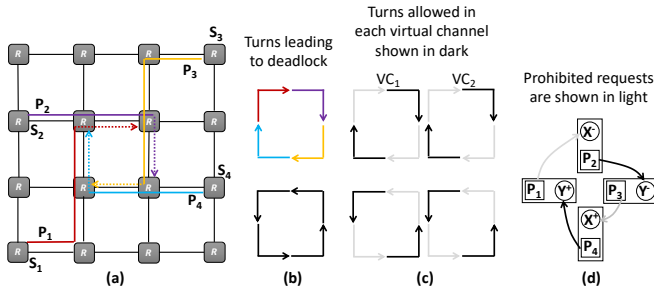 S3
R R R R
P3
P2
R R R R
S2
S4
R R R R
P4
P1
R R R R
S1
(a)
Turns leading
to deadlock
(b)
Turns allowed in
each virtual channel
shown in dark
VC1 VC2
(c)
Prohibited requests
are shown in light
X-
P2
P1 Y+ P3 Y-
X+
P4
(d)